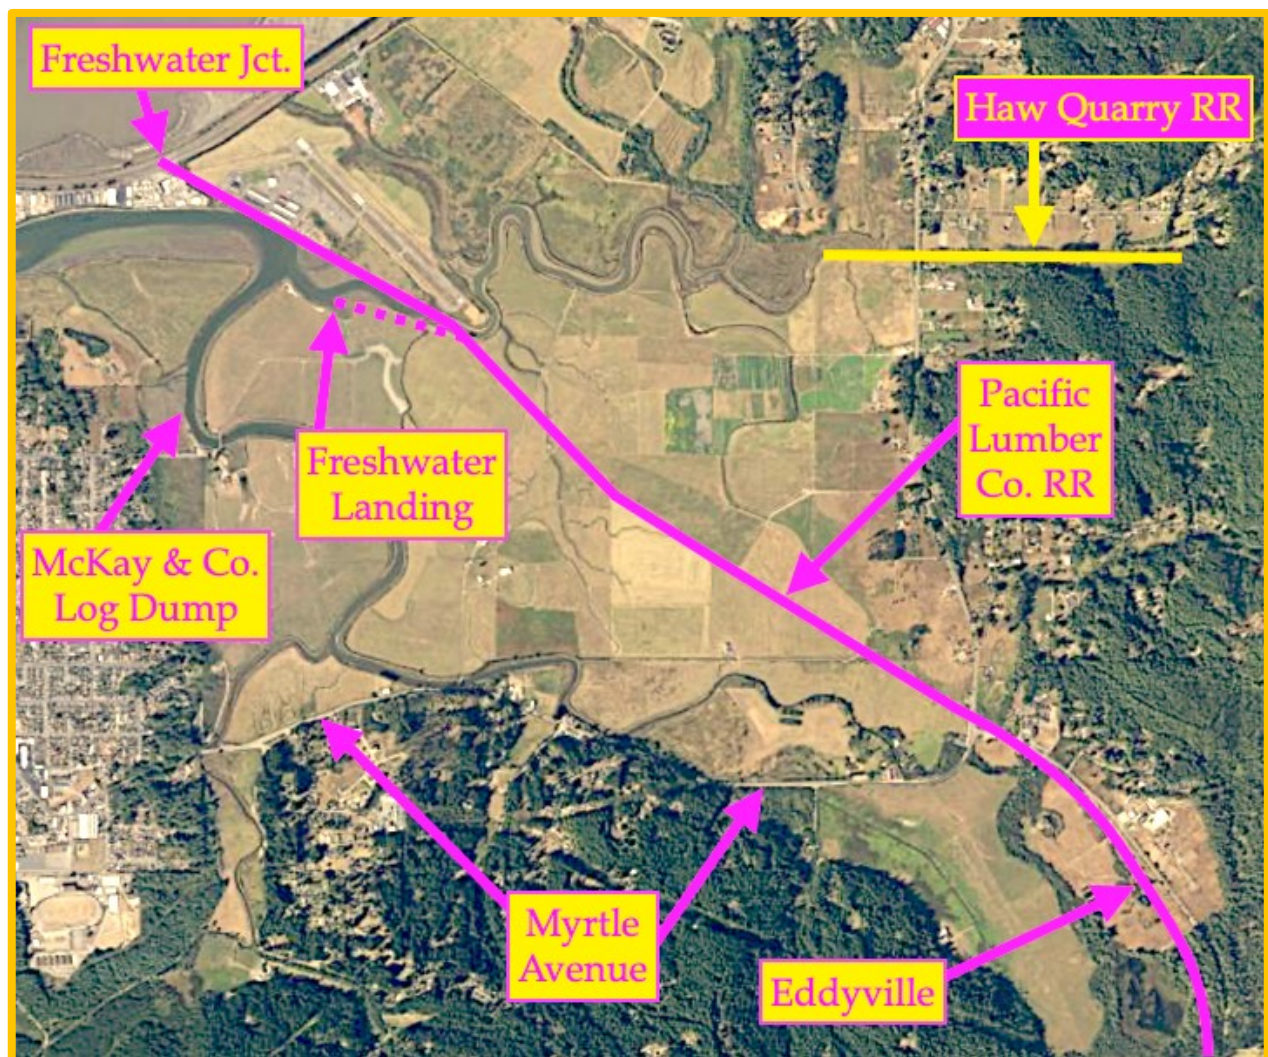 Freshwater Jct.
Haw Quarry RR
Pacific
Lumber
Co. RR
Freshwater
Landing
McKay & Co.
Log Dump
Myrtle
Avenue
Eddyville